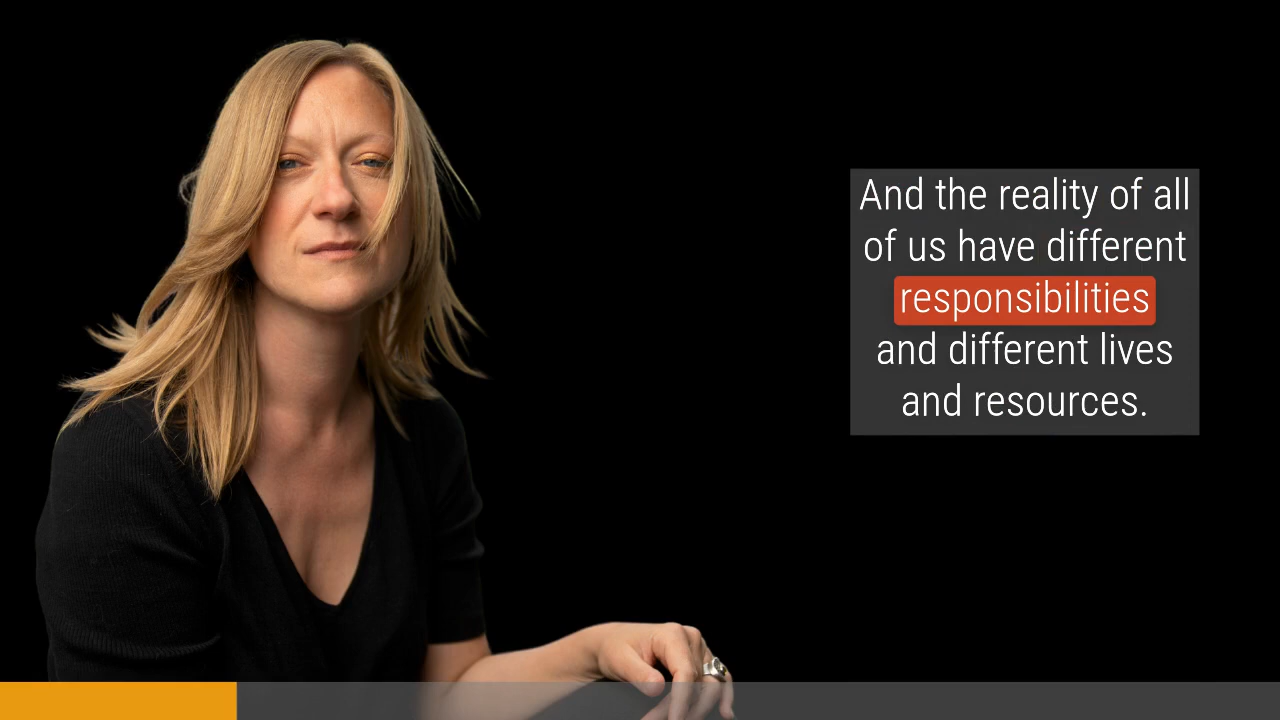 And the reality of all
of us have different
responsibilities
and different lives
and resources.